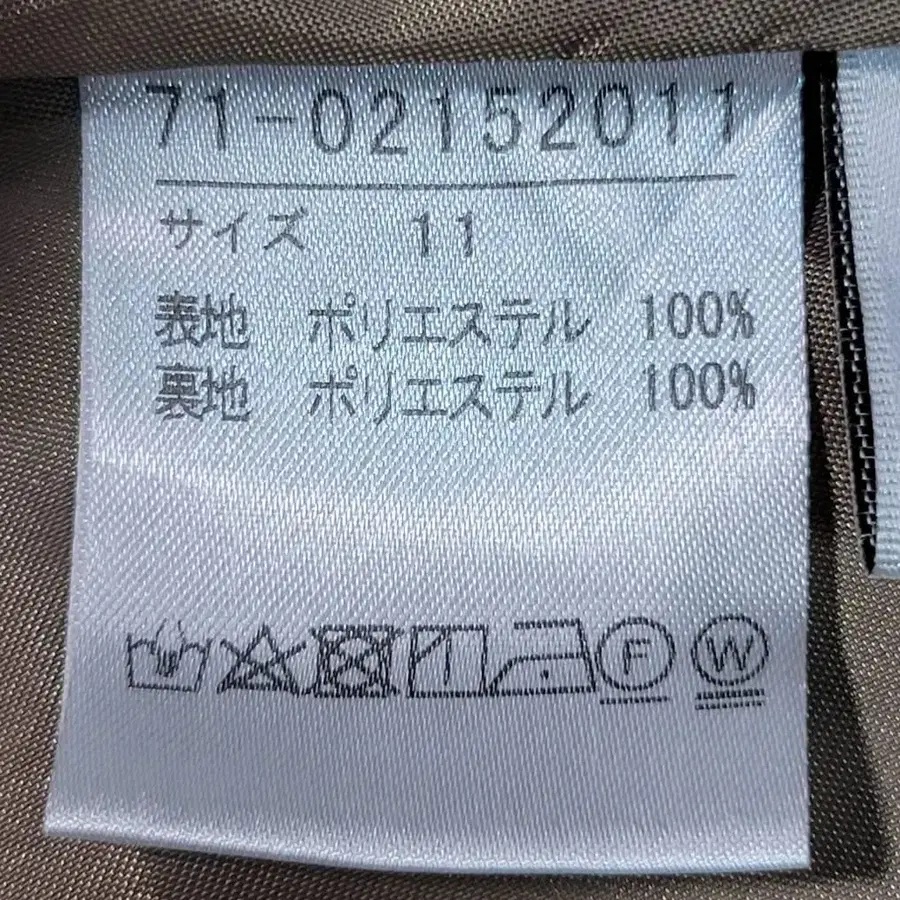 71-02152011
サイズ 11
表地 ポリエステル 100%
裏地 ポリエステル 100%
F W